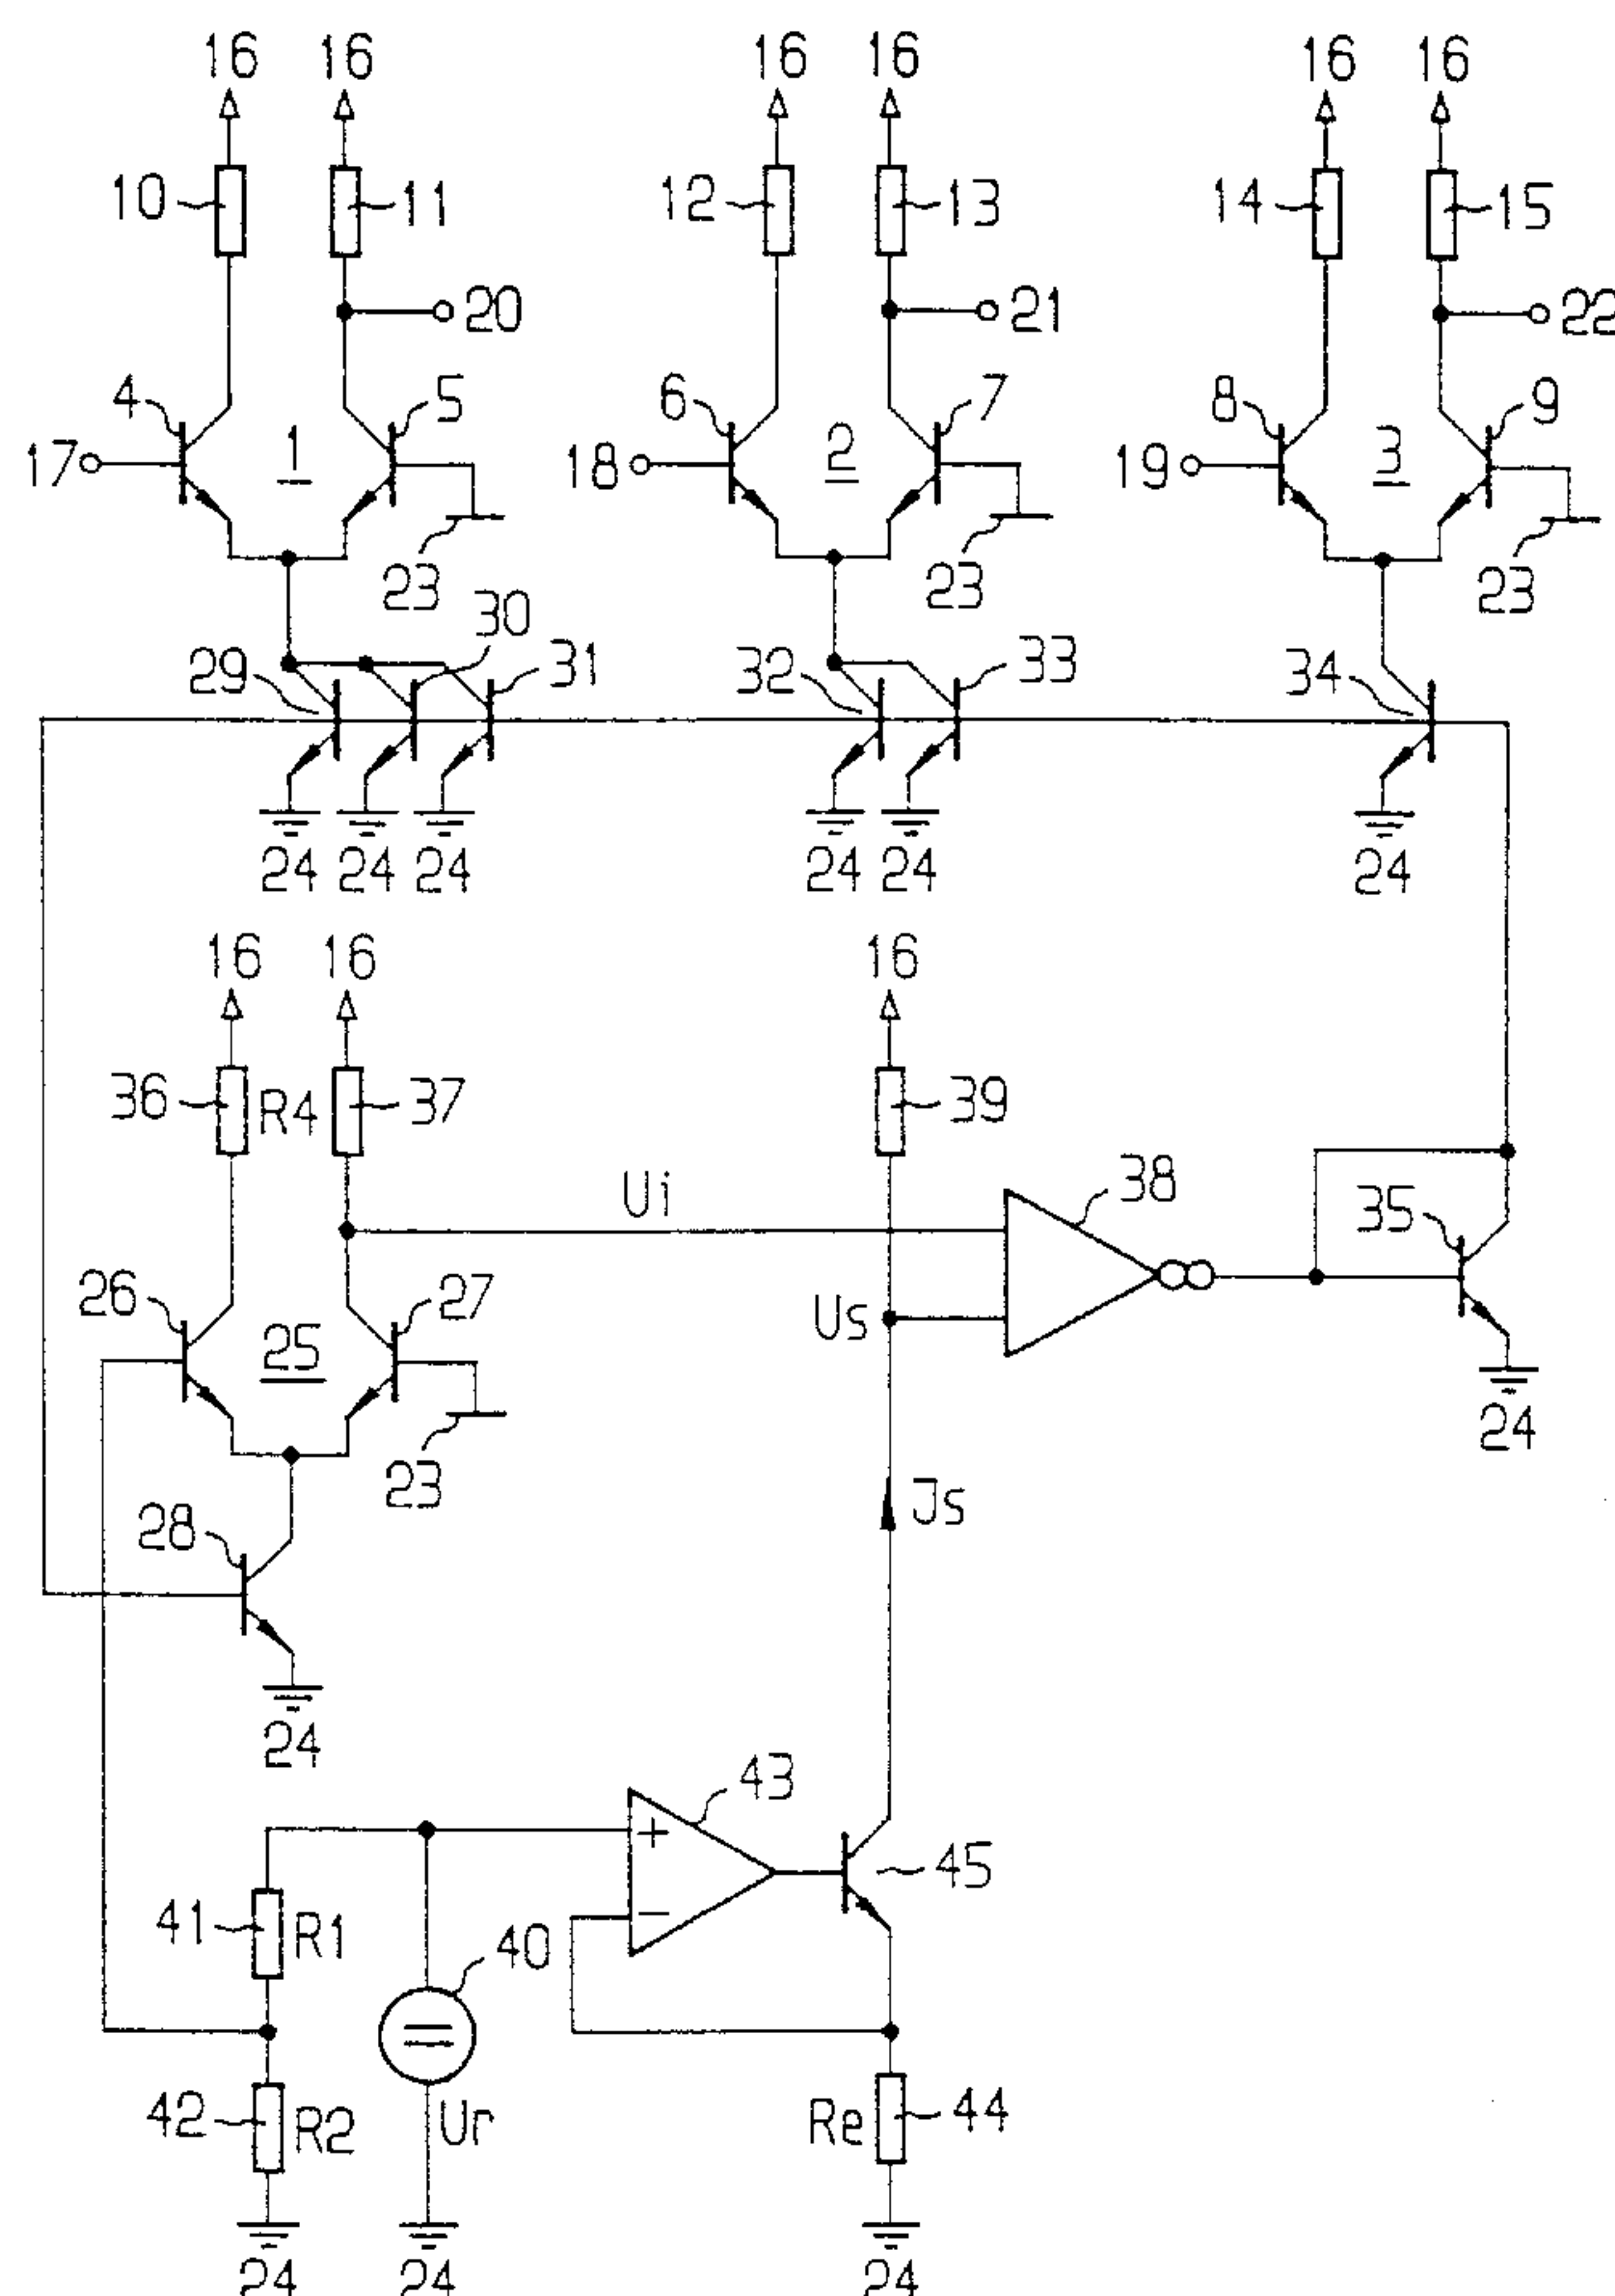 16 16 16 16 16 16
10 11 12 13 14 15
20 21 22
4 5 6 7 8 9
17 1 18 2 19 3
23 23 23
30
29 31 32 33 34
24 24 24 24 24 24
16 16 16
36 R4 37 39
Ui 38 35
26 27
25 Us
24
23
28 Js
24
43
+
45
41 R1 −
40
42 R2 Ur Re 44
24 24 24